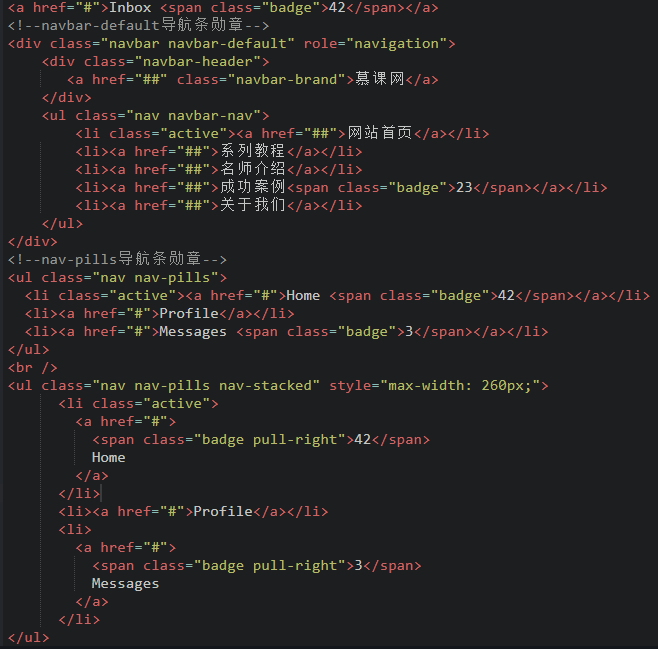 <a href="#">Inbox <span class="badge">42</span></a>
<!--navbar-default导航条勋章-->
<div class="navbar navbar-default" role="navigation">
    <div class="navbar-header">
       <a href="##" class="navbar-brand">慕课网</a>
    </div>
    <ul class="nav navbar-nav">
        <li class="active"><a href="##">网站首页</a></li>
        <li><a href="##">系列教程</a></li>
        <li><a href="##">名师介绍</a></li>
        <li><a href="##">成功案例<span class="badge">23</span></a></li>
        <li><a href="##">关于我们</a></li>
    </ul>
</div>
<!--nav-pills导航条勋章-->
<ul class="nav nav-pills">
  <li class="active"><a href="#">Home <span class="badge">42</span></a></li>
  <li><a href="#">Profile</a></li>
  <li><a href="#">Messages <span class="badge">3</span></a></li>
</ul>
<br />
<ul class="nav nav-pills nav-stacked" style="max-width: 260px;">
      <li class="active">
        <a href="#">
          <span class="badge pull-right">42</span>
          Home
        </a>
      </li>
      <li><a href="#">Profile</a></li>
      <li>
        <a href="#">
          <span class="badge pull-right">3</span>
          Messages
        </a>
      </li>
</ul>